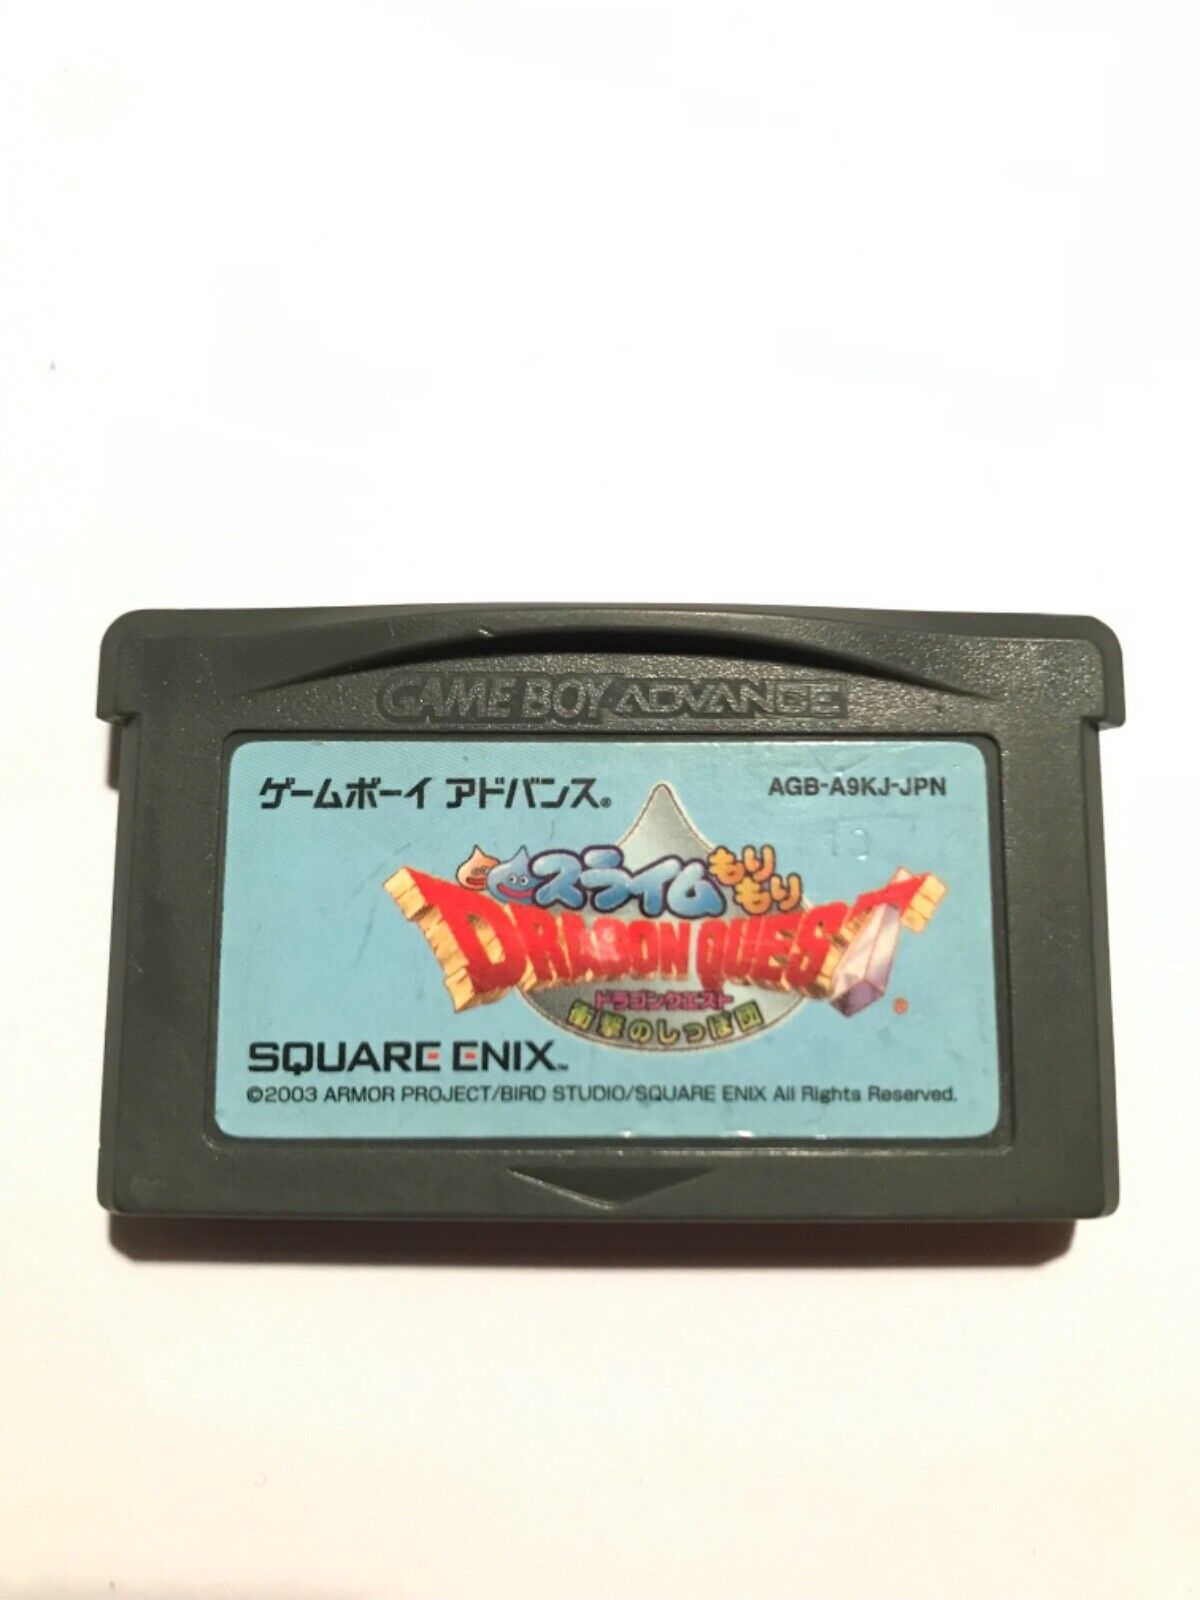 GAME BOY ADVANCE
ゲームボーイ アドバンス®
AGB-A9KJ-JPN
スライムもりもり
DRAGON QUEST®
ドラゴンクエスト
衝撃のしっぽ団
SQUARE ENIX™
©2003 ARMOR PROJECT/BIRD STUDIO/SQUARE ENIX All Rights Reserved.